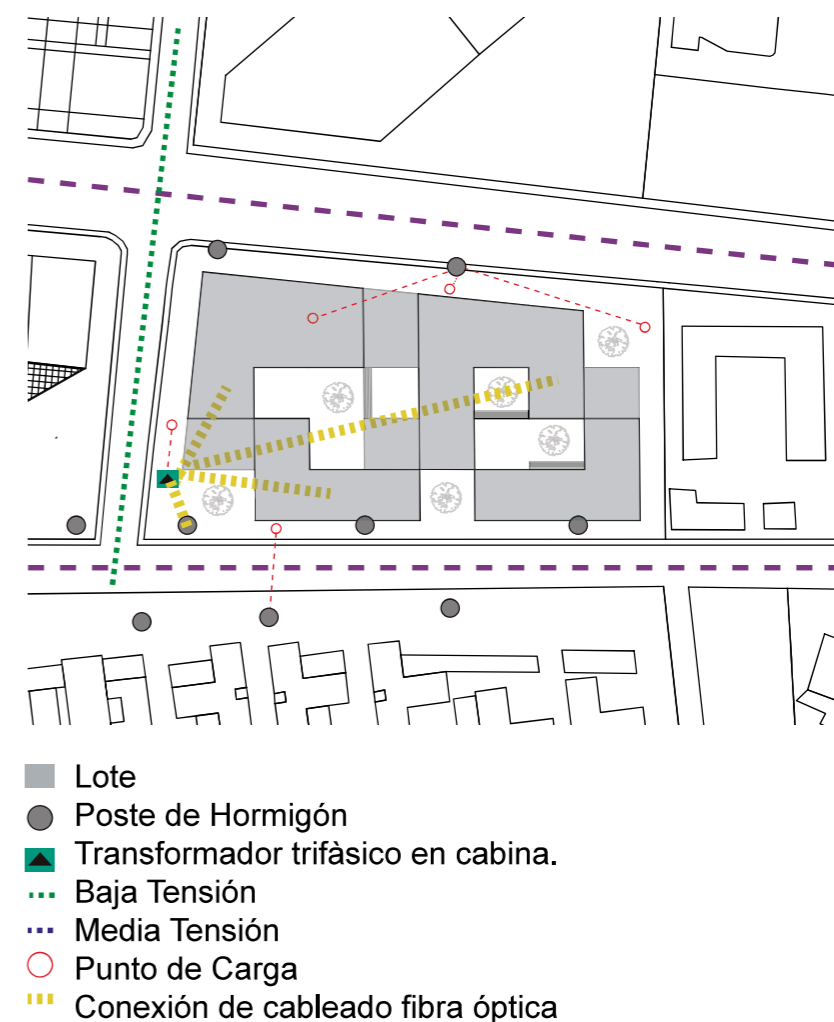 Lote
Poste de Hormigón
Transformador trifàsico en cabina.
Baja Tensión
Media Tensión
Punto de Carga
Conexión de cableado fibra óptica